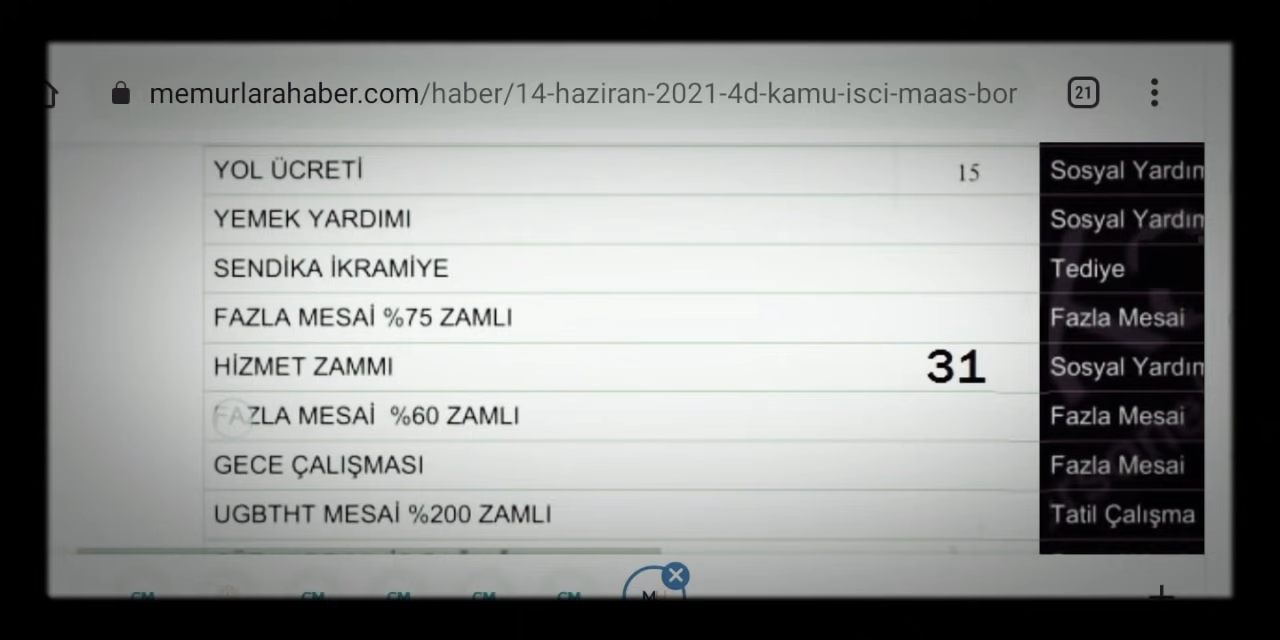 memurlarahaber.com/haber/14-haziran-2021-4d-kamu-isci-maas-bor 21
YOL ÜCRETİ 15 Sosyal Yardım
YEMEK YARDIMI Sosyal Yardım
SENDİKA İKRAMİYE Tediye
FAZLA MESAİ %75 ZAMLI Fazla Mesai
HİZMET ZAMMI 31 Sosyal Yardım
FAZLA MESAİ %60 ZAMLI Fazla Mesai
GECE ÇALIŞMASI Fazla Mesai
UGBTHT MESAİ %200 ZAMLI Tatil Çalışma